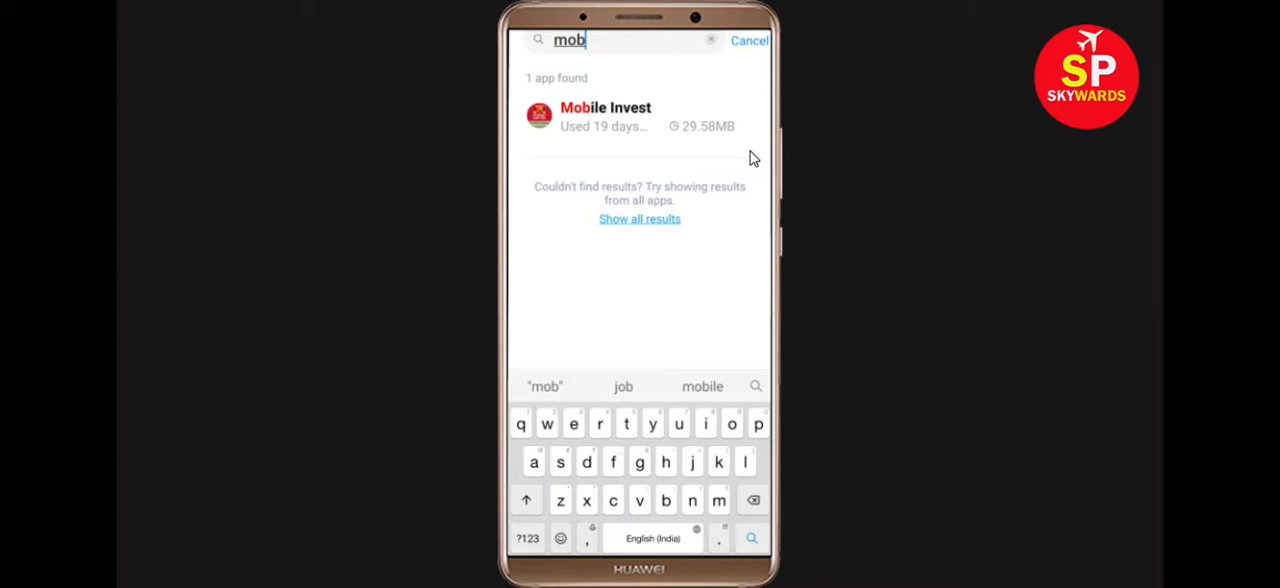 mob
Cancel
SP
SKYWARDS
1 app found
Mobile Invest
Used 19 days... 29.58MB
Couldn't find results? Try showing results
from all apps.
Show all results
"mob" job mobile
q w e r t y u i o p
a s d f g h j k l
z x c v b n m
?123 , English (India) .
HUAWEI